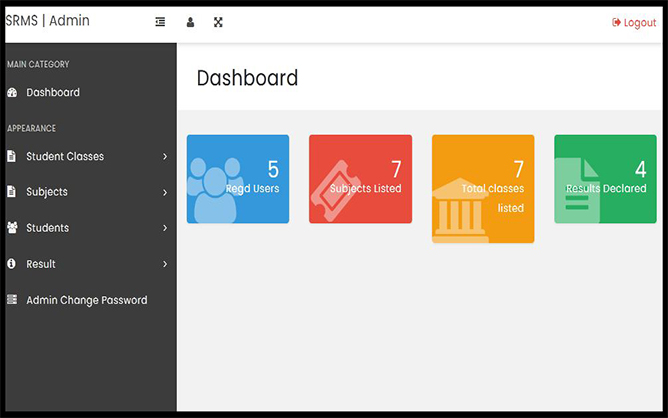 SRMS | Admin
Logout
MAIN CATEGORY
Dashboard
APPEARANCE
Student Classes
Subjects
Students
Result
Admin Change Password
Dashboard
5
Regd Users
7
Subjects Listed
7
Total classes
listed
4
Results Declared